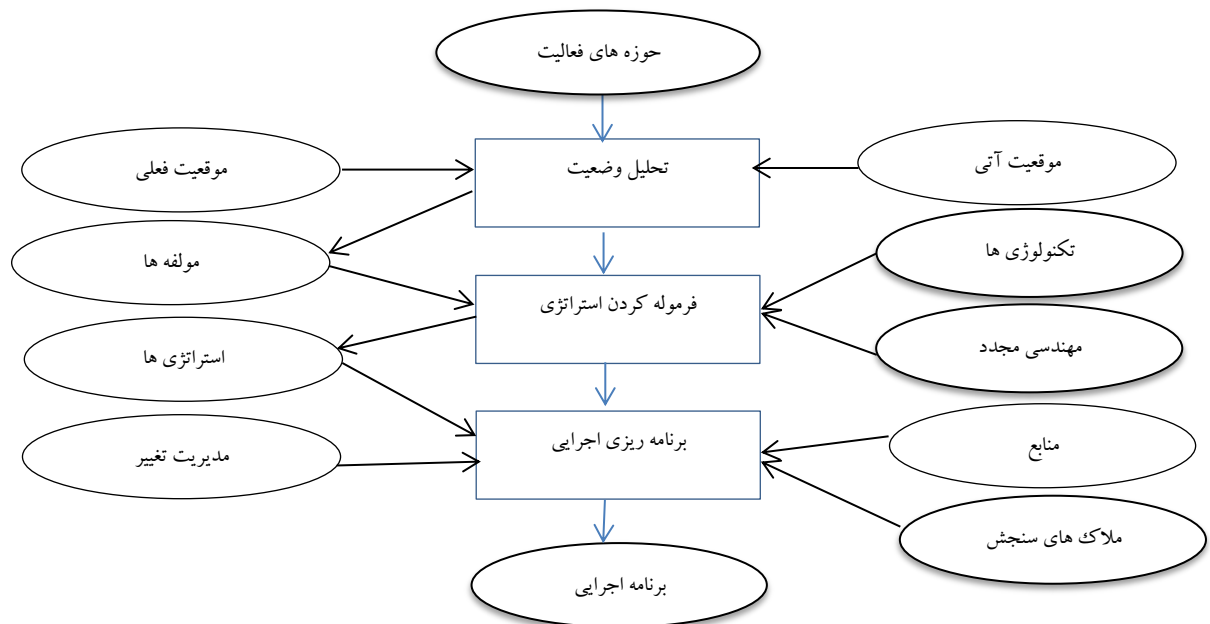 حوزه های فعالیت
موقعیت آتی
تحلیل وضعیت
موقعیت فعلی
تکنولوژی ها
مولفه ها
فرموله کردن استراتژی
مهندسی مجدد
استراتژی ها
منابع
برنامه ریزی اجرایی
مدیریت تغییر
ملاک های سنجش
برنامه اجرایی